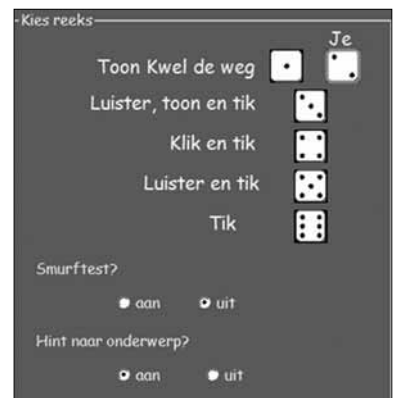 Kies reeks
Je
Toon Kwel de weg
Luister, toon en tik
Klik en tik
Luister en tik
Tik
Smurftest?
aan uit
Hint naar onderwerp?
aan uit